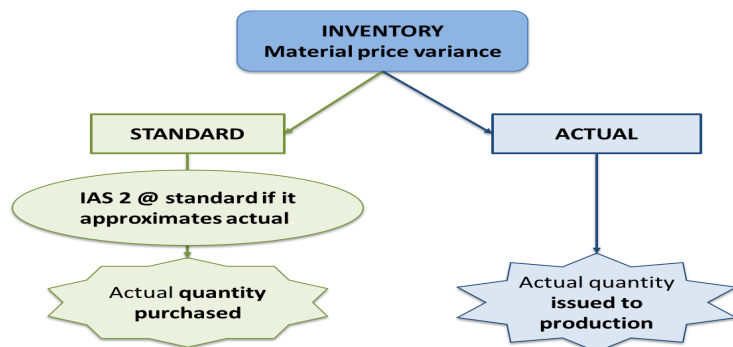 INVENTORY
Material price variance
STANDARD
ACTUAL
IAS 2 @ standard if it
approximates actual
Actual quantity
purchased
Actual quantity
issued to
production